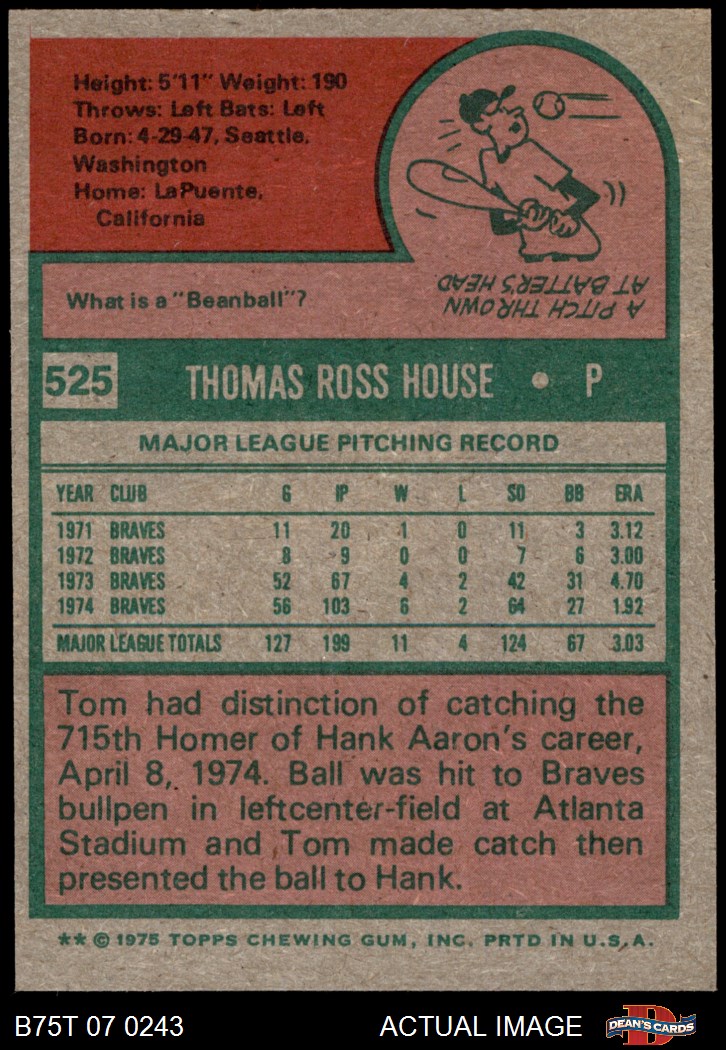 Height: 5'11" Weight: 190
Throws: Left Bats: Left
Born: 4-29-47, Seattle,
Washington
Home: LaPuente,
California
What is a "Beanball"?
A PITCH THROWN
AT BATTER'S HEAD
525 THOMAS ROSS HOUSE • P
MAJOR LEAGUE PITCHING RECORD
YEAR CLUB G IP W L SO BB ERA
1971 BRAVES 11 20 1 0 11 3 3.12
1972 BRAVES 8 9 0 0 7 6 3.00
1973 BRAVES 52 67 4 2 42 31 4.70
1974 BRAVES 56 103 6 2 64 27 1.92
MAJOR LEAGUE TOTALS 127 199 11 4 124 67 3.03
Tom had distinction of catching the
715th Homer of Hank Aaron's career,
April 8, 1974. Ball was hit to Braves
bullpen in leftcenter-field at Atlanta
Stadium and Tom made catch then
presented the ball to Hank.
** © 1975 TOPPS CHEWING GUM, INC. PRTD IN U.S.A.
B75T 07 0243 ACTUAL IMAGE D DEAN'S CARDS